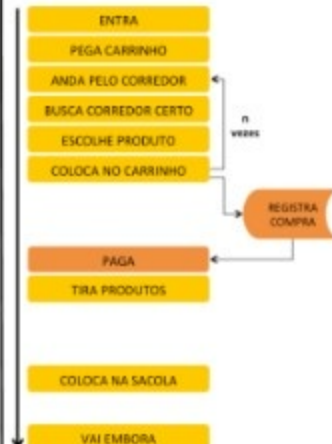 ENTRA
PEGA CARRINHO
ANDA PELO CORREDOR
BUSCA CORREDOR CERTO
n
vezes
ESCOLHE PRODUTO
COLOCA NO CARRINHO
REGISTRA
COMPRA
PAGA
TIRA PRODUTOS
COLOCA NA SACOLA
VAI EMBORA